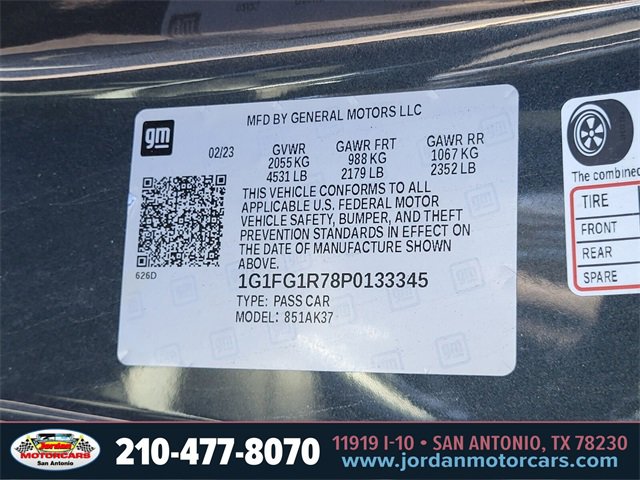 MFD BY GENERAL MOTORS LLC
gm
02/23
GVWR GAWR FRT GAWR RR
2055 KG 988 KG 1067 KG
4531 LB 2179 LB 2352 LB
THIS VEHICLE CONFORMS TO ALL
APPLICABLE U.S. FEDERAL MOTOR
VEHICLE SAFETY, BUMPER, AND THEFT
PREVENTION STANDARDS IN EFFECT ON
THE DATE OF MANUFACTURE SHOWN
ABOVE.
626D
1G1FG1R78P0133345
TYPE: PASS CAR
MODEL: 851AK37
The combined
TIRE
FRONT
REAR
SPARE
Jordan
MOTORCARS
San Antonio
210-477-8070
11919 I-10 • SAN ANTONIO, TX 78230
www.jordanmotorcars.com